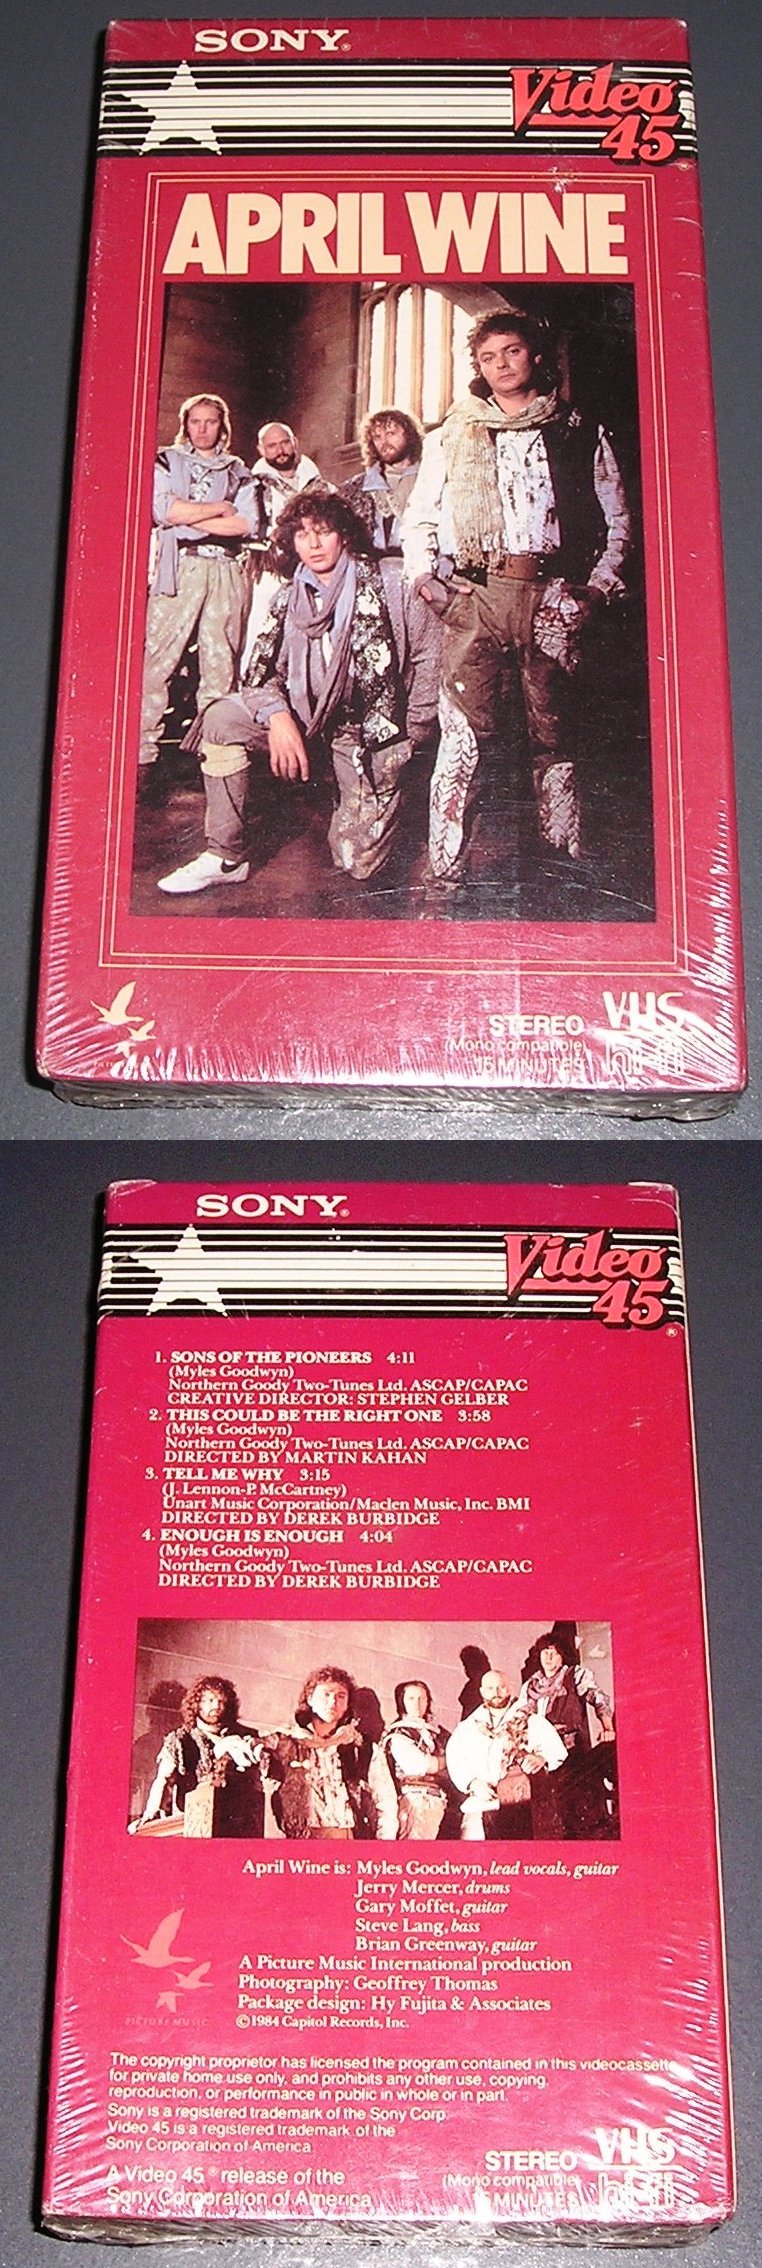 SONY®
Video
45®
APRIL WINE
STEREO
(Mono compatible)
15 MINUTES
VHS
hi-fi
SONY®
Video
45®
1. SONS OF THE PIONEERS 4:11
(Myles Goodwyn)
Northern Goody Two-Tunes Ltd. ASCAP/CAPAC
CREATIVE DIRECTOR: STEPHEN GELBER
2. THIS COULD BE THE RIGHT ONE 3:58
(Myles Goodwyn)
Northern Goody Two-Tunes Ltd. ASCAP/CAPAC
DIRECTED BY MARTIN KAHAN
3. TELL ME WHY 3:15
(J. Lennon-P. McCartney)
Unart Music Corporation/Maclen Music, Inc. BMI
DIRECTED BY DEREK BURBIDGE
4. ENOUGH IS ENOUGH 4:04
(Myles Goodwyn)
Northern Goody Two-Tunes Ltd. ASCAP/CAPAC
DIRECTED BY DEREK BURBIDGE
April Wine is: Myles Goodwyn, lead vocals, guitar
Jerry Mercer, drums
Gary Moffet, guitar
Steve Lang, bass
Brian Greenway, guitar
A Picture Music International production
Photography: Geoffrey Thomas
Package design: Hy Fujita & Associates
©1984 Capitol Records, Inc.
PICTURE MUSIC
The copyright proprietor has licensed the program contained in this videocassette
for private home use only, and prohibits any other use, copying,
reproduction, or performance in public in whole or in part.
Sony is a registered trademark of the Sony Corp.
Video 45 is a registered trademark of the
Sony Corporation of America
A Video 45® release of the
Sony Corporation of America
STEREO
(Mono compatible)
15 MINUTES
VHS
hi-fi